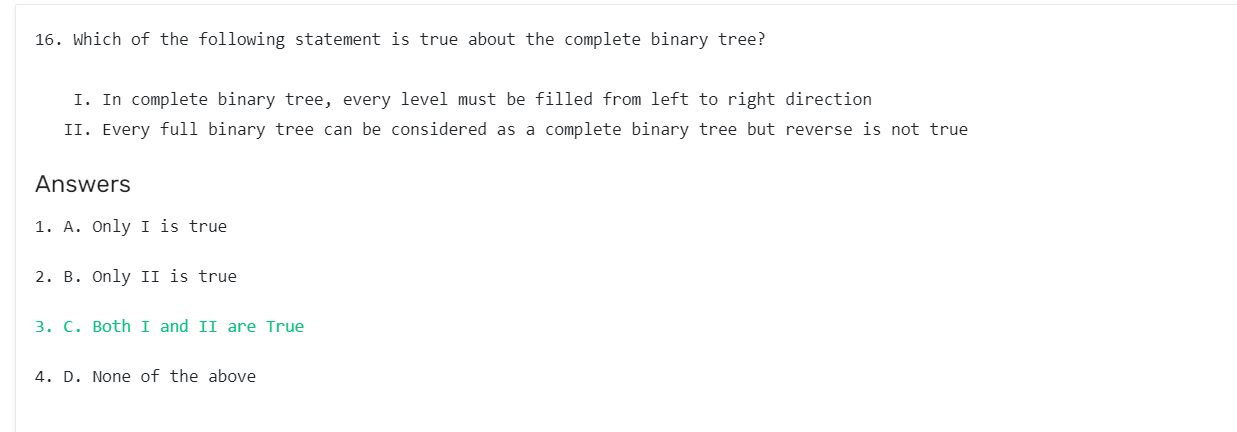 16. Which of the following statement is true about the complete binary tree?
I. In complete binary tree, every level must be filled from left to right direction
II. Every full binary tree can be considered as a complete binary tree but reverse is not true
Answers
1. A. Only I is true
2. B. Only II is true
3. C. Both I and II are True
4. D. None of the above